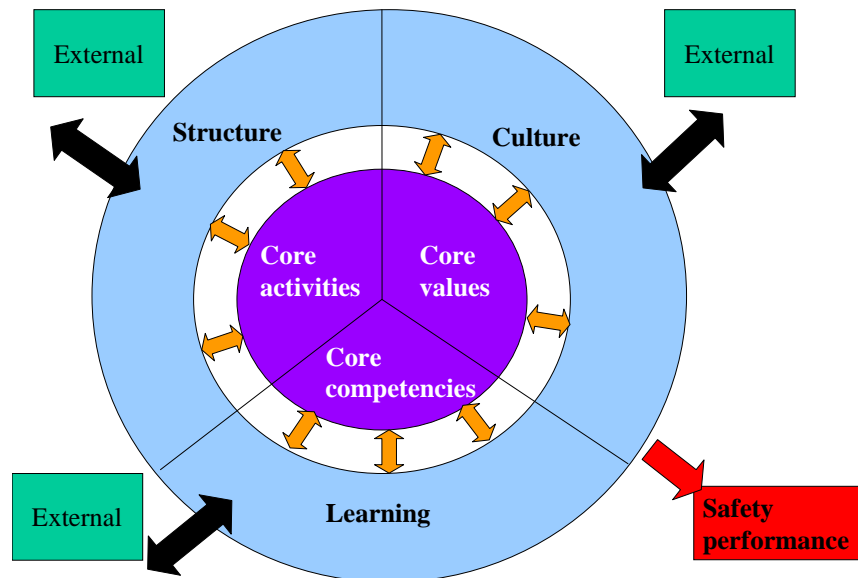 External
External
Structure
Culture
Core
activities
Core
values
Core
competencies
External
Learning
Safety
performance